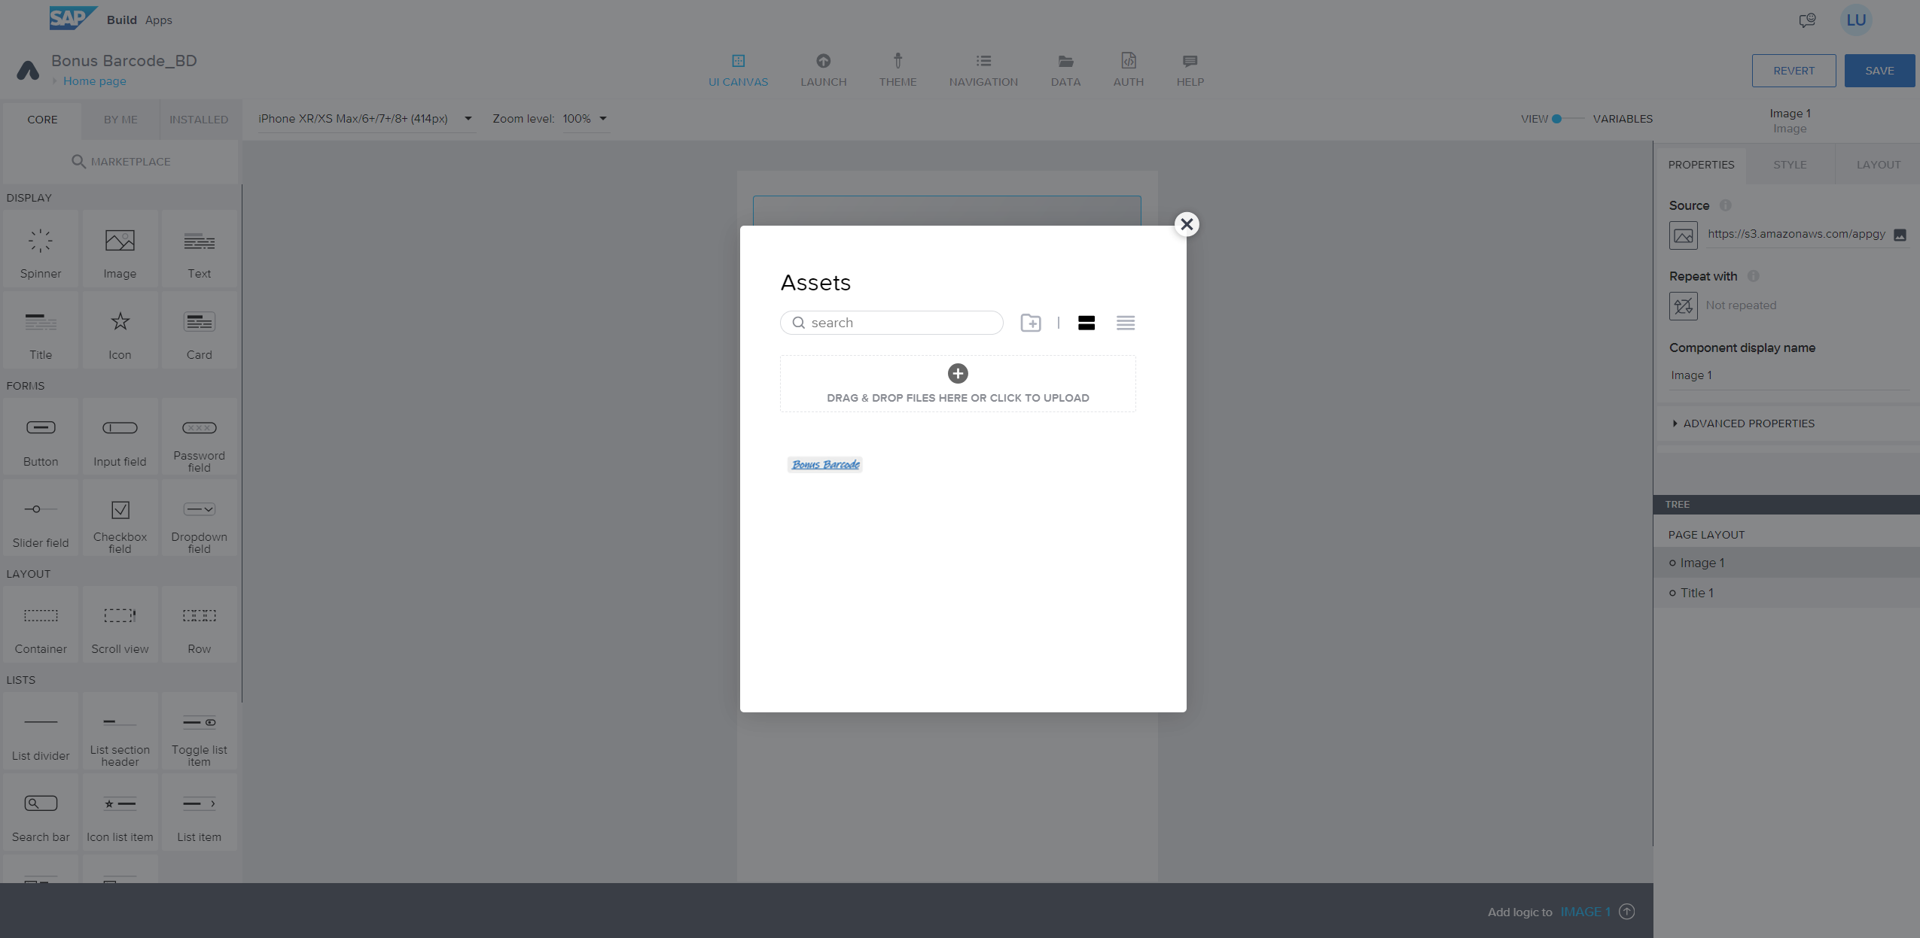 SAP Build Apps
Bonus Barcode_BD
Home page
UI CANVAS
LAUNCH
THEME
NAVIGATION
DATA
AUTH
HELP
LU
REVERT
SAVE
CORE
BY ME
INSTALLED
MARKETPLACE
iPhone XR/XS Max/6+/7+/8+ (414px)
Zoom level: 100%
VIEW
VARIABLES
DISPLAY
Spinner
Image
Text
Title
Icon
Card
FORMS
Button
Input field
Password
field
Slider field
Checkbox
field
Dropdown
field
LAYOUT
Container
Scroll view
Row
LISTS
List divider
List section
header
Toggle list
item
Search bar
Icon list item
List item
Assets
search
DRAG & DROP FILES HERE OR CLICK TO UPLOAD
Bonus Barcode
Image 1
Image
PROPERTIES
STYLE
LAYOUT
Source
https://s3.amazonaws.com/appgy
Repeat with
Not repeated
Component display name
Image 1
ADVANCED PROPERTIES
TREE
PAGE LAYOUT
Image 1
Title 1
Add logic to IMAGE 1